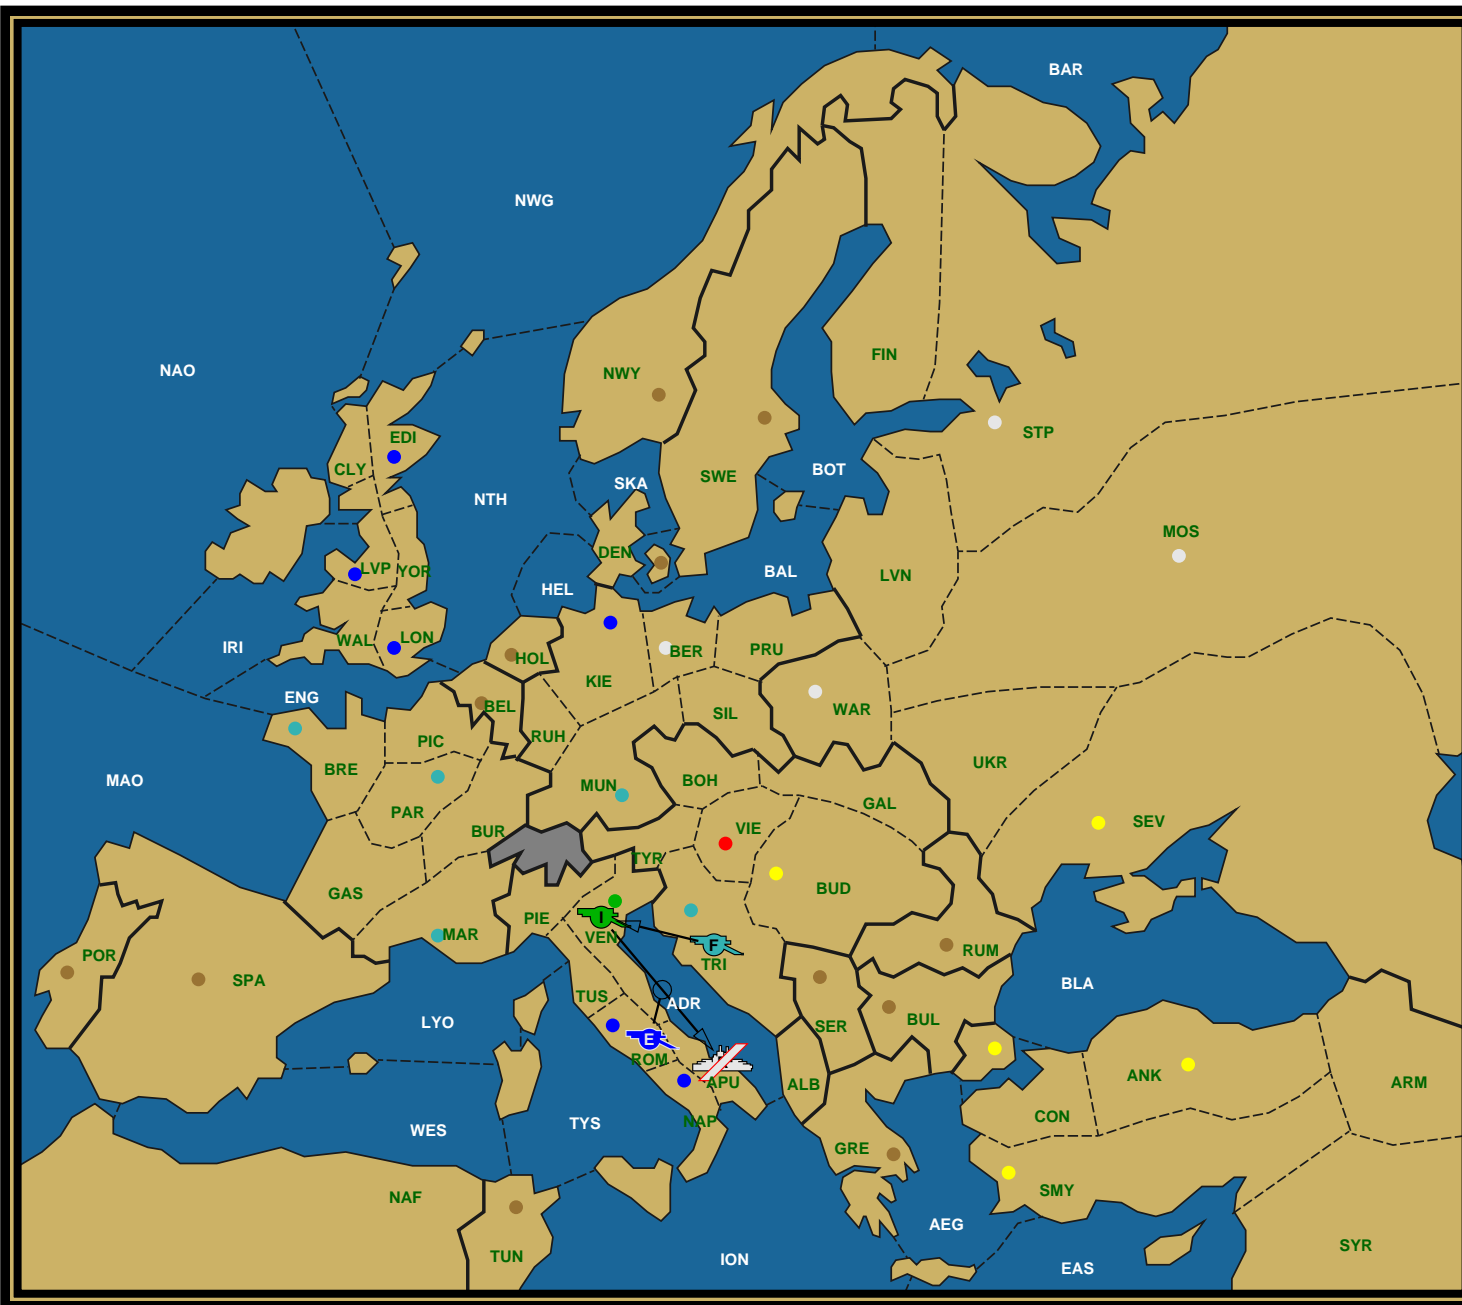 BAR
NWG
NAO
FIN
NWY
EDI
STP
CLY
SWE
BOT
SKA
NTH
MOS
DEN
LVP
YOR
BAL
LVN
HEL
IRI
WAL
LON
HOL
BER
PRU
KIE
ENG
BEL
WAR
SIL
PIC
RUH
UKR
BRE
MUN
BOH
MAO
PAR
GAL
BUR
VIE
SEV
TYR
BUD
GAS
PIE
I
VEN
MAR
F
TRI
RUM
POR
SPA
BLA
TUS
ADR
LYO
SER
BUL
E
ROM
APU
ALB
ANK
ARM
CON
NAP
TYS
WES
GRE
SMY
NAF
AEG
SYR
TUN
ION
EAS